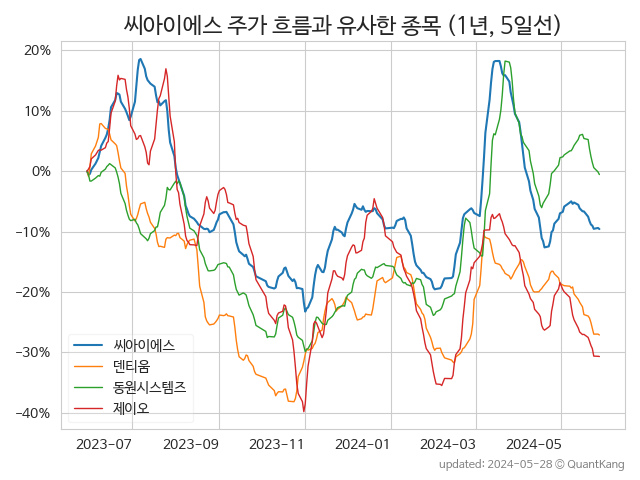 씨아이에스 주가 흐름과 유사한 종목 (1년, 5일선)
20%
10%
0%
−10%
−20%
−30%
−40%
씨아이에스
덴티움
동원시스템즈
제이오
2023-07
2023-09
2023-11
2024-01
2024-03
2024-05
updated: 2024-05-28 © QuantKang